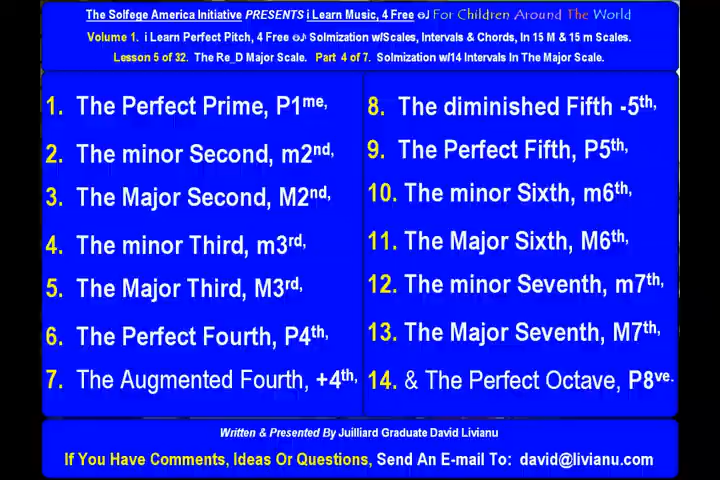 The Solfege America Initiative PRESENTS i Learn Music, 4 Free For Children Around The World
Volume 1. i Learn Perfect Pitch, 4 Free Solmization w/Scales, Intervals & Chords, In 15 M & 15 m Scales.
Lesson 5 of 32. The Re_D Major Scale. Part 4 of 7. Solmization w/14 Intervals In The Major Scale.
1. The Perfect Prime, P1me,
2. The minor Second, m2nd,
3. The Major Second, M2nd,
4. The minor Third, m3rd,
5. The Major Third, M3rd,
6. The Perfect Fourth, P4th,
7. The Augmented Fourth, +4th,
8. The diminished Fifth -5th,
9. The Perfect Fifth, P5th,
10. The minor Sixth, m6th,
11. The Major Sixth, M6th,
12. The minor Seventh, m7th,
13. The Major Seventh, M7th,
14. & The Perfect Octave, P8ve.
Written & Presented By Juilliard Graduate David Livianu
If You Have Comments, Ideas Or Questions, Send An E-mail To: david@livianu.com